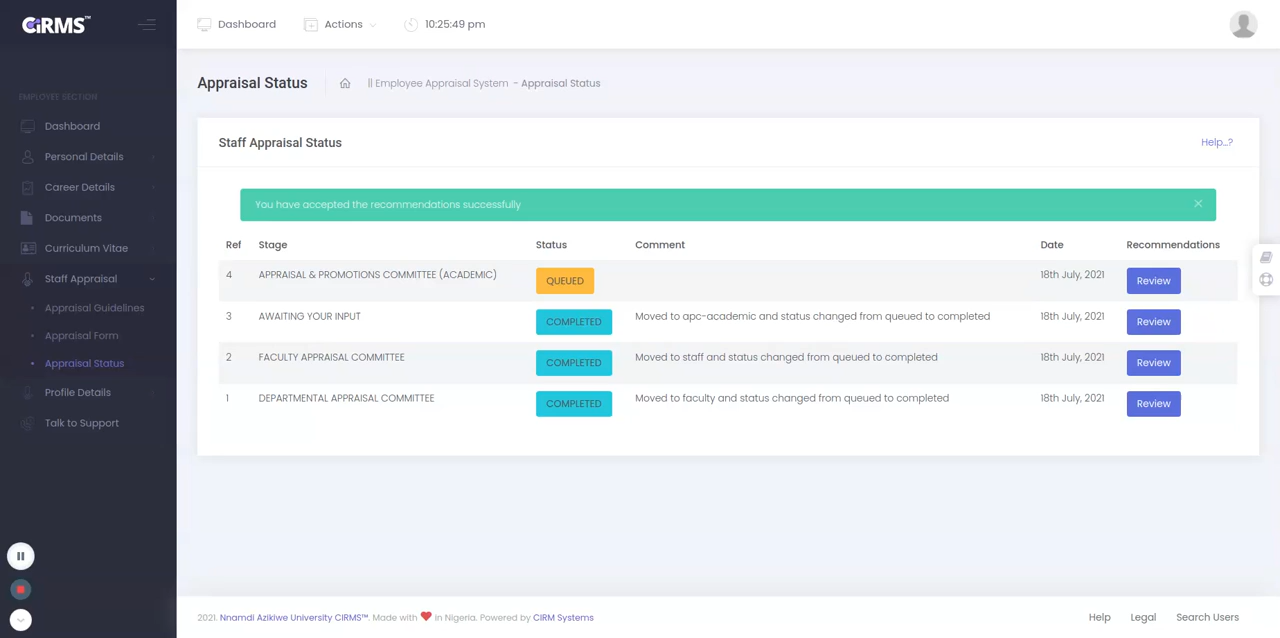 CiRMS™
Dashboard
Actions
10:25:49 pm
EMPLOYEE SECTION
Dashboard
Personal Details
Career Details
Documents
Curriculum Vitae
Staff Appraisal
Appraisal Guidelines
Appraisal Form
Appraisal Status
Profile Details
Talk to Support
Appraisal Status
|| Employee Appraisal System - Appraisal Status
Staff Appraisal Status
Help..?
You have accepted the recommendations successfully
Ref Stage Status Comment Date Recommendations
4 APPRAISAL & PROMOTIONS COMMITTEE (ACADEMIC) QUEUED 18th July, 2021 Review
3 AWAITING YOUR INPUT COMPLETED Moved to apc-academic and status changed from queued to completed 18th July, 2021 Review
2 FACULTY APPRAISAL COMMITTEE COMPLETED Moved to staff and status changed from queued to completed 18th July, 2021 Review
1 DEPARTMENTAL APPRAISAL COMMITTEE COMPLETED Moved to faculty and status changed from queued to completed 18th July, 2021 Review
2021. Nnamdi Azikiwe University CIRMS™. Made with ❤ in Nigeria. Powered by CIRM Systems
Help Legal Search Users